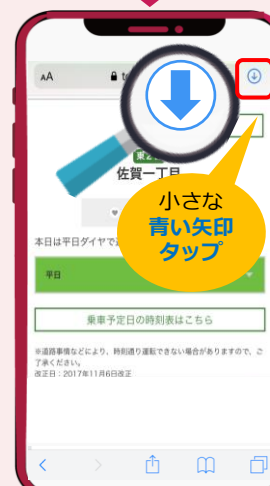 AA
佐賀一丁目
小さな
青い矢印
タップ
本日は平日ダイヤで
平日
乗車予定日の時刻表はこちら
※道路事情などにより、時刻通り運転できない場合がありますので、ご
了承ください。
改正日：2017年11月6日改正